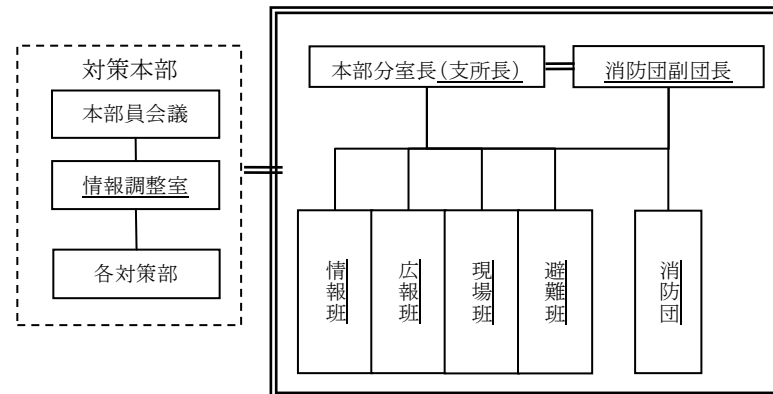 対策本部
本部員会議
情報調整室
各対策部
本部分室長(支所長)
消防団副団長
情報班
広報班
現場班
避難班
消防団